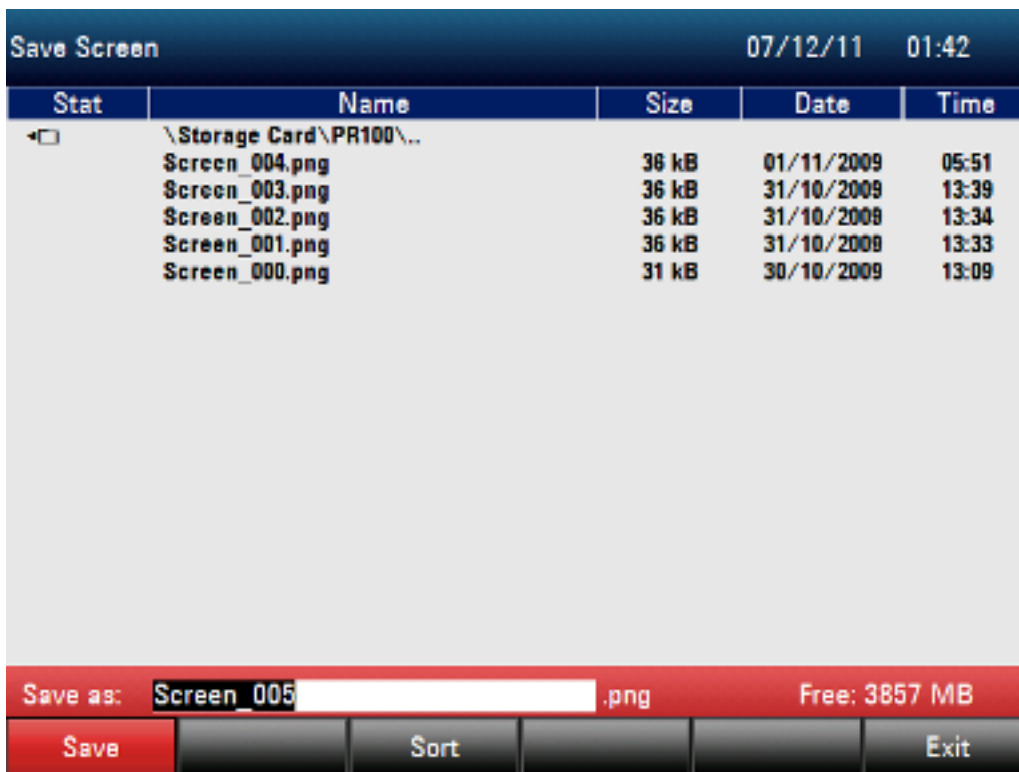 Save Screen 07/12/11 01:42
Stat Name Size Date Time
\Storage Card\PR100\..
Screen_004.png 36 kB 01/11/2009 05:51
Screen_003.png 36 kB 31/10/2009 13:39
Screen_002.png 36 kB 31/10/2009 13:34
Screen_001.png 36 kB 31/10/2009 13:33
Screen_000.png 31 kB 30/10/2009 13:09
Save as: Screen_005 .png Free: 3857 MB
Save Sort Exit